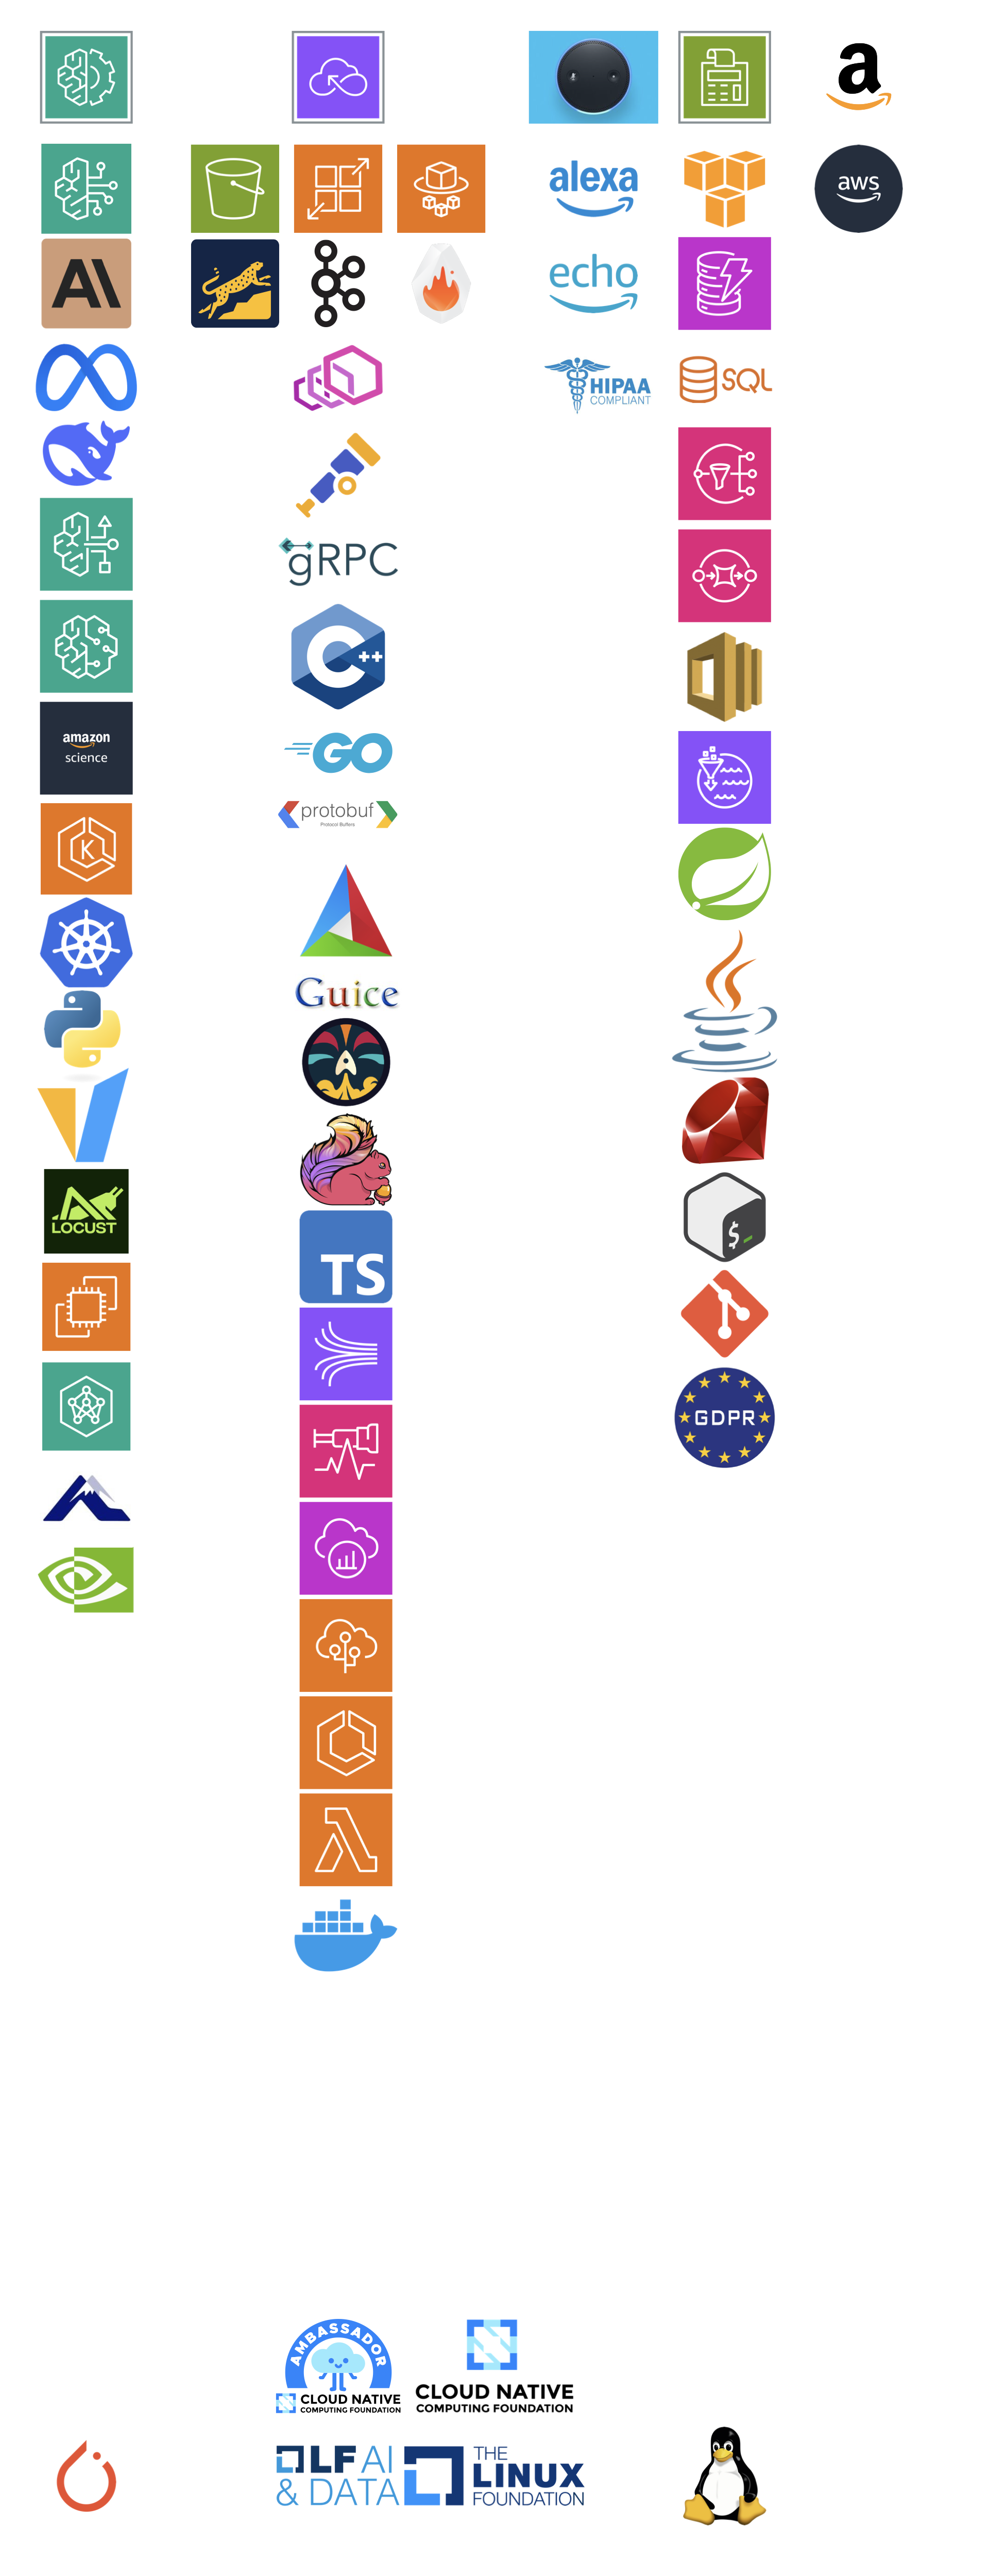 a
alexa
aws
AI
echo
HIPAA
COMPLIANT
SQL
gRPC
C++
amazon
science
GO
protobuf
Protocol Buffers
K
Guice
LOCUST
TS
$
GDPR
AMBASSADOR
CLOUD NATIVE
COMPUTING FOUNDATION
CLOUD NATIVE
COMPUTING FOUNDATION
LF AI
& DATA
THE
LINUX
FOUNDATION